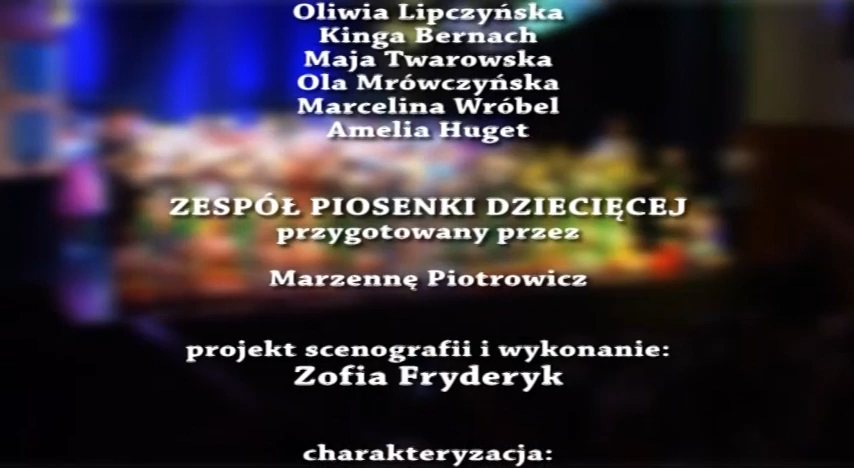 Oliwia Lipczyńska
Kinga Bernach
Maja Twarowska
Ola Mrówczyńska
Marcelina Wróbel
Amelia Huget
ZESPÓŁ PIOSENKI DZIECIĘCEJ
przygotowany przez
Marzennę Piotrowicz
projekt scenografii i wykonanie:
Zofia Fryderyk
charakteryzacja: